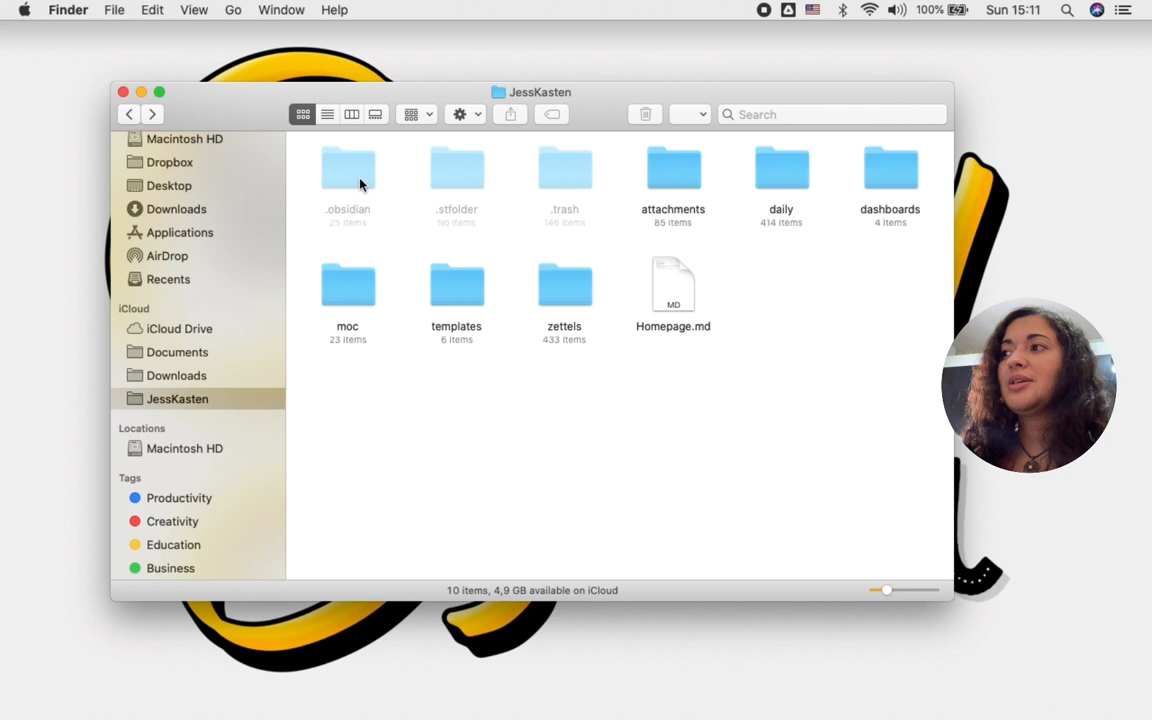 Finder File Edit View Go Window Help 100% Sun 15:11
JessKasten
Search
Macintosh HD
Dropbox
Desktop
Downloads
Applications
AirDrop
Recents
iCloud
iCloud Drive
Documents
Downloads
JessKasten
Locations
Macintosh HD
Tags
Productivity
Creativity
Education
Business
.obsidian .stfolder .trash attachments daily dashboards
25 items No items 146 items 85 items 414 items 4 items
MD
moc templates zettels Homepage.md
23 items 6 items 433 items
10 items, 4,9 GB available on iCloud